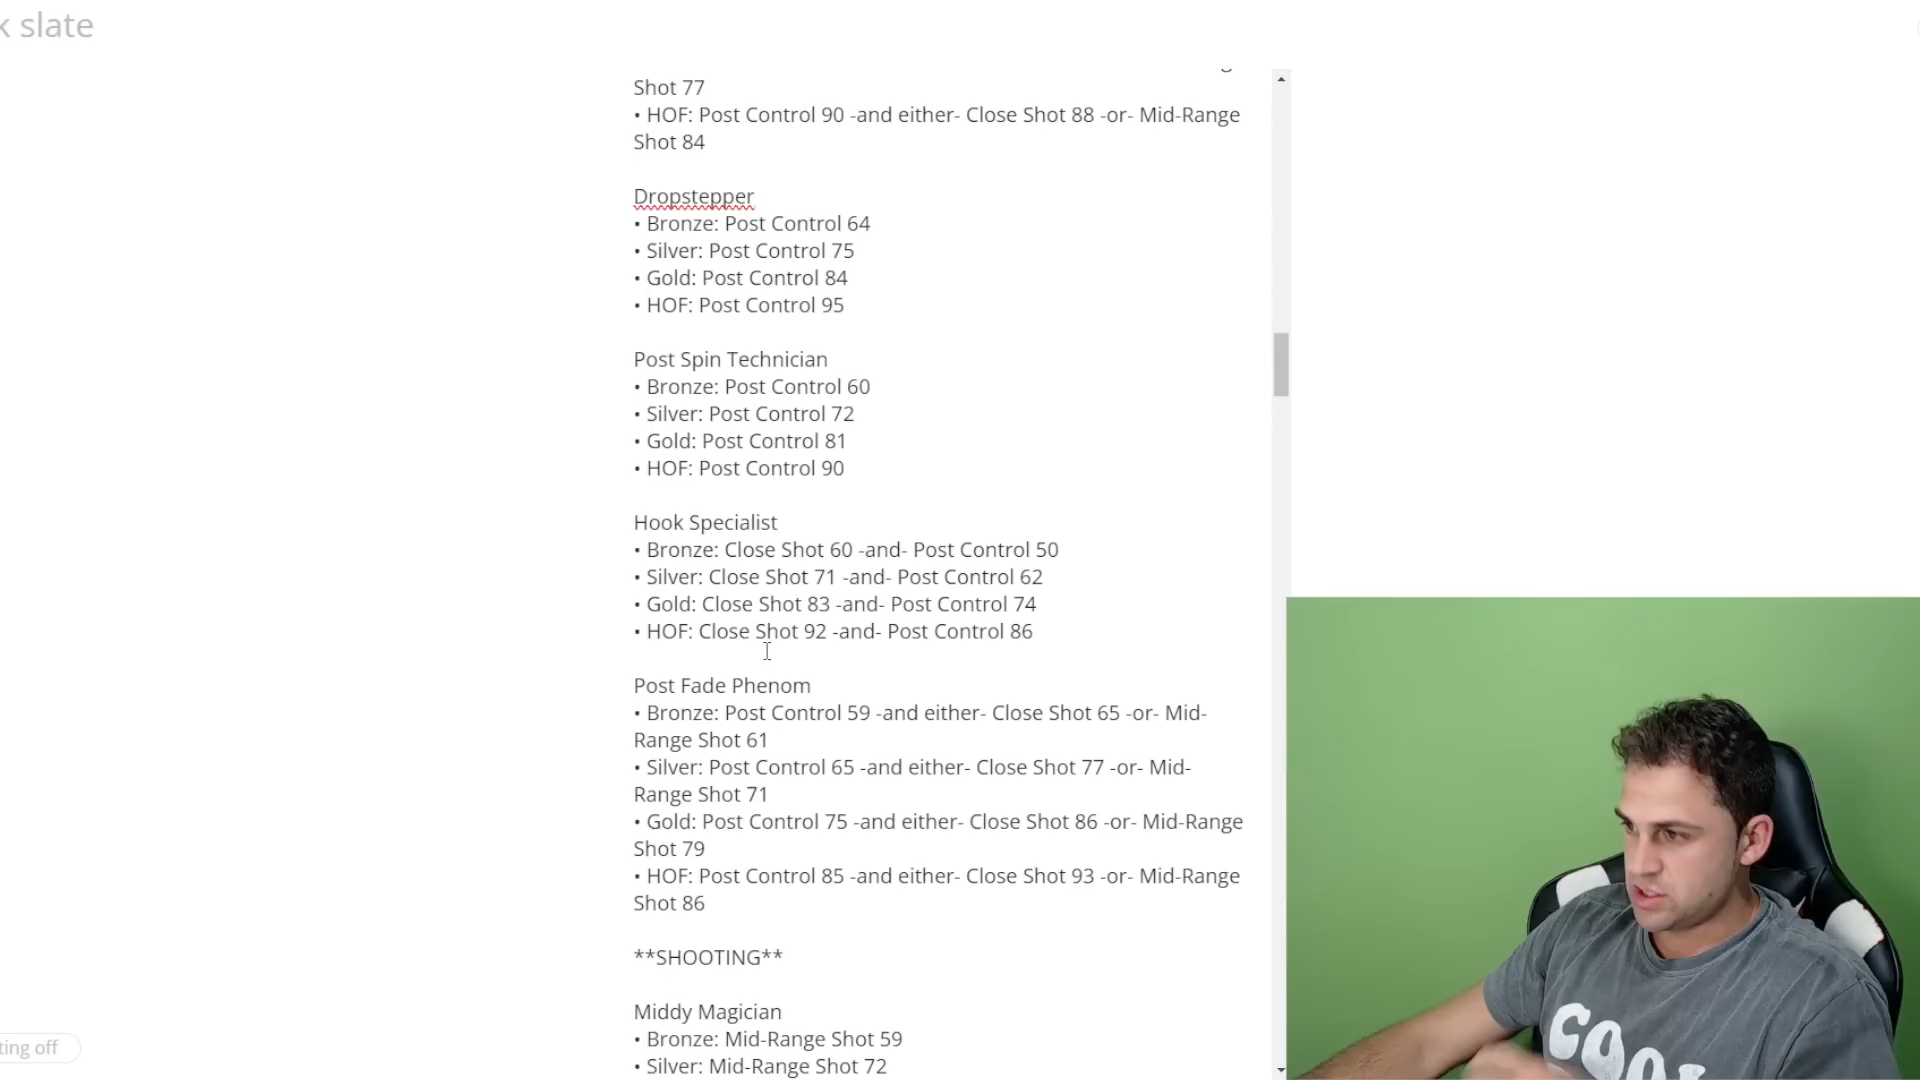 k slate
Shot 77
• HOF: Post Control 90 -and either- Close Shot 88 -or- Mid-Range
Shot 84
Dropstepper
• Bronze: Post Control 64
• Silver: Post Control 75
• Gold: Post Control 84
• HOF: Post Control 95
Post Spin Technician
• Bronze: Post Control 60
• Silver: Post Control 72
• Gold: Post Control 81
• HOF: Post Control 90
Hook Specialist
• Bronze: Close Shot 60 -and- Post Control 50
• Silver: Close Shot 71 -and- Post Control 62
• Gold: Close Shot 83 -and- Post Control 74
• HOF: Close Shot 92 -and- Post Control 86
Post Fade Phenom
• Bronze: Post Control 59 -and either- Close Shot 65 -or- Mid-
Range Shot 61
• Silver: Post Control 65 -and either- Close Shot 77 -or- Mid-
Range Shot 71
• Gold: Post Control 75 -and either- Close Shot 86 -or- Mid-Range
Shot 79
• HOF: Post Control 85 -and either- Close Shot 93 -or- Mid-Range
Shot 86
**SHOOTING**
Middy Magician
• Bronze: Mid-Range Shot 59
• Silver: Mid-Range Shot 72
ting off
COOL